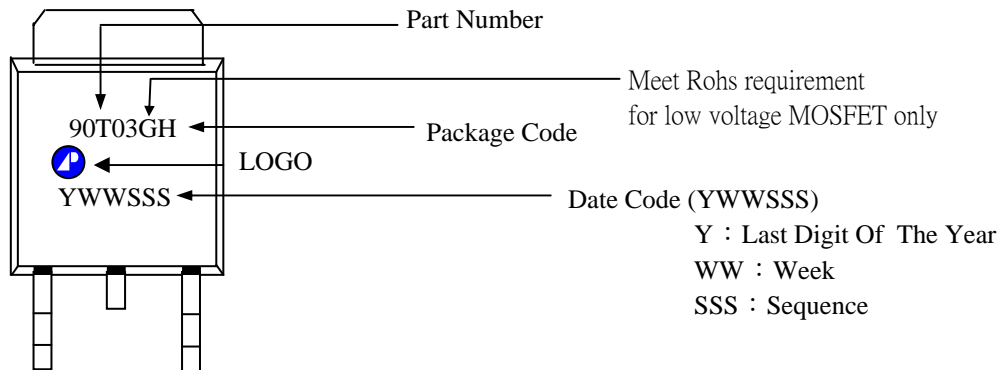 Part Number
Meet Rohs requirement
for low voltage MOSFET only
90T03GH
Package Code
LOGO
YWWSSS
Date Code (YWWSSS)
Y：Last Digit Of The Year
WW：Week
SSS：Sequence